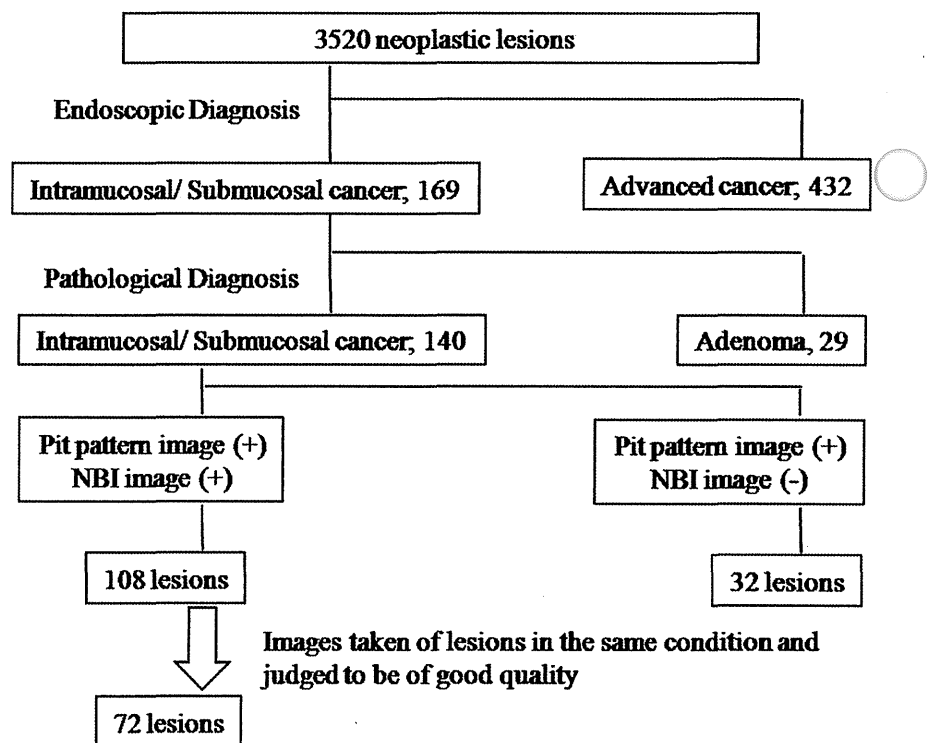 3520 neoplastic lesions
Endoscopic Diagnosis
Intramucosal/ Submucosal cancer; 169
Advanced cancer; 432
Pathological Diagnosis
Intramucosal/ Submucosal cancer; 140
Adenoma, 29
Pit pattern image (+)
NBI image (+)
Pit pattern image (+)
NBI image (-)
108 lesions
32 lesions
Images taken of lesions in the same condition and
judged to be of good quality
72 lesions